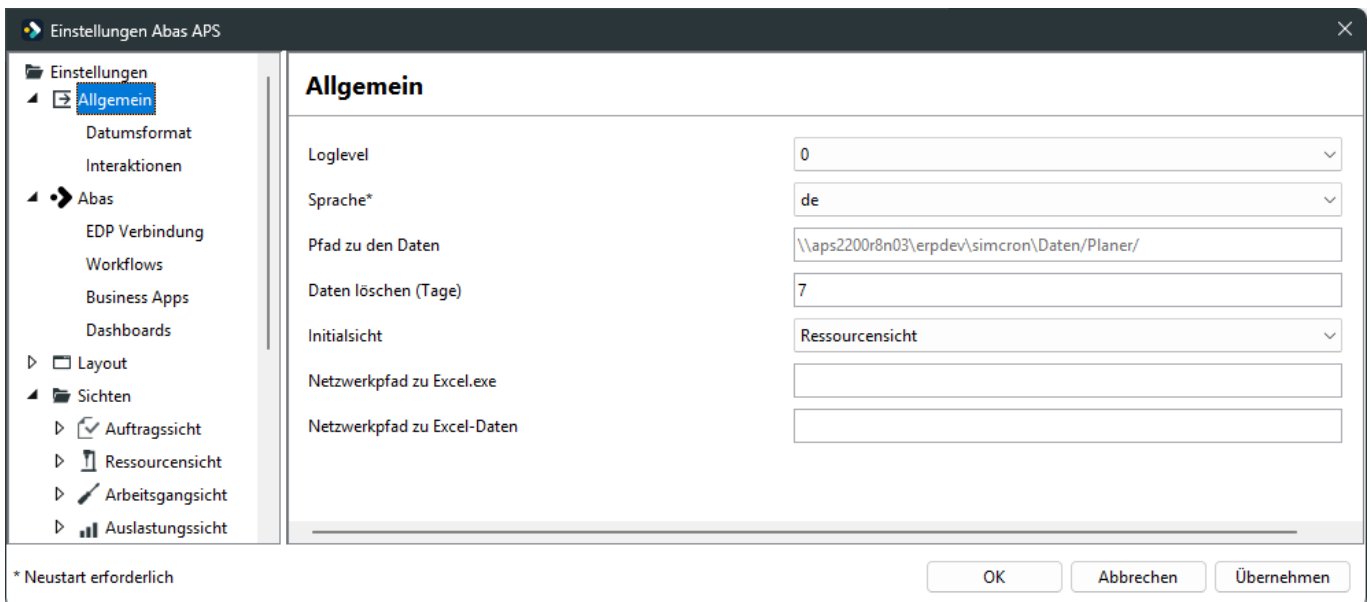 Einstellungen Abas APS
Einstellungen
Allgemein
Datumsformat
Interaktionen
Abas
EDP Verbindung
Workflows
Business Apps
Dashboards
Layout
Sichten
Auftragssicht
Ressourcensicht
Arbeitsgangsicht
Auslastungssicht
Allgemein
Loglevel 0
Sprache* de
Pfad zu den Daten \\aps2200r8n03\erpdev\simcron\Daten/Planer/
Daten löschen (Tage) 7
Initialsicht Ressourcensicht
Netzwerkpfad zu Excel.exe
Netzwerkpfad zu Excel-Daten
* Neustart erforderlich
OK Abbrechen Übernehmen